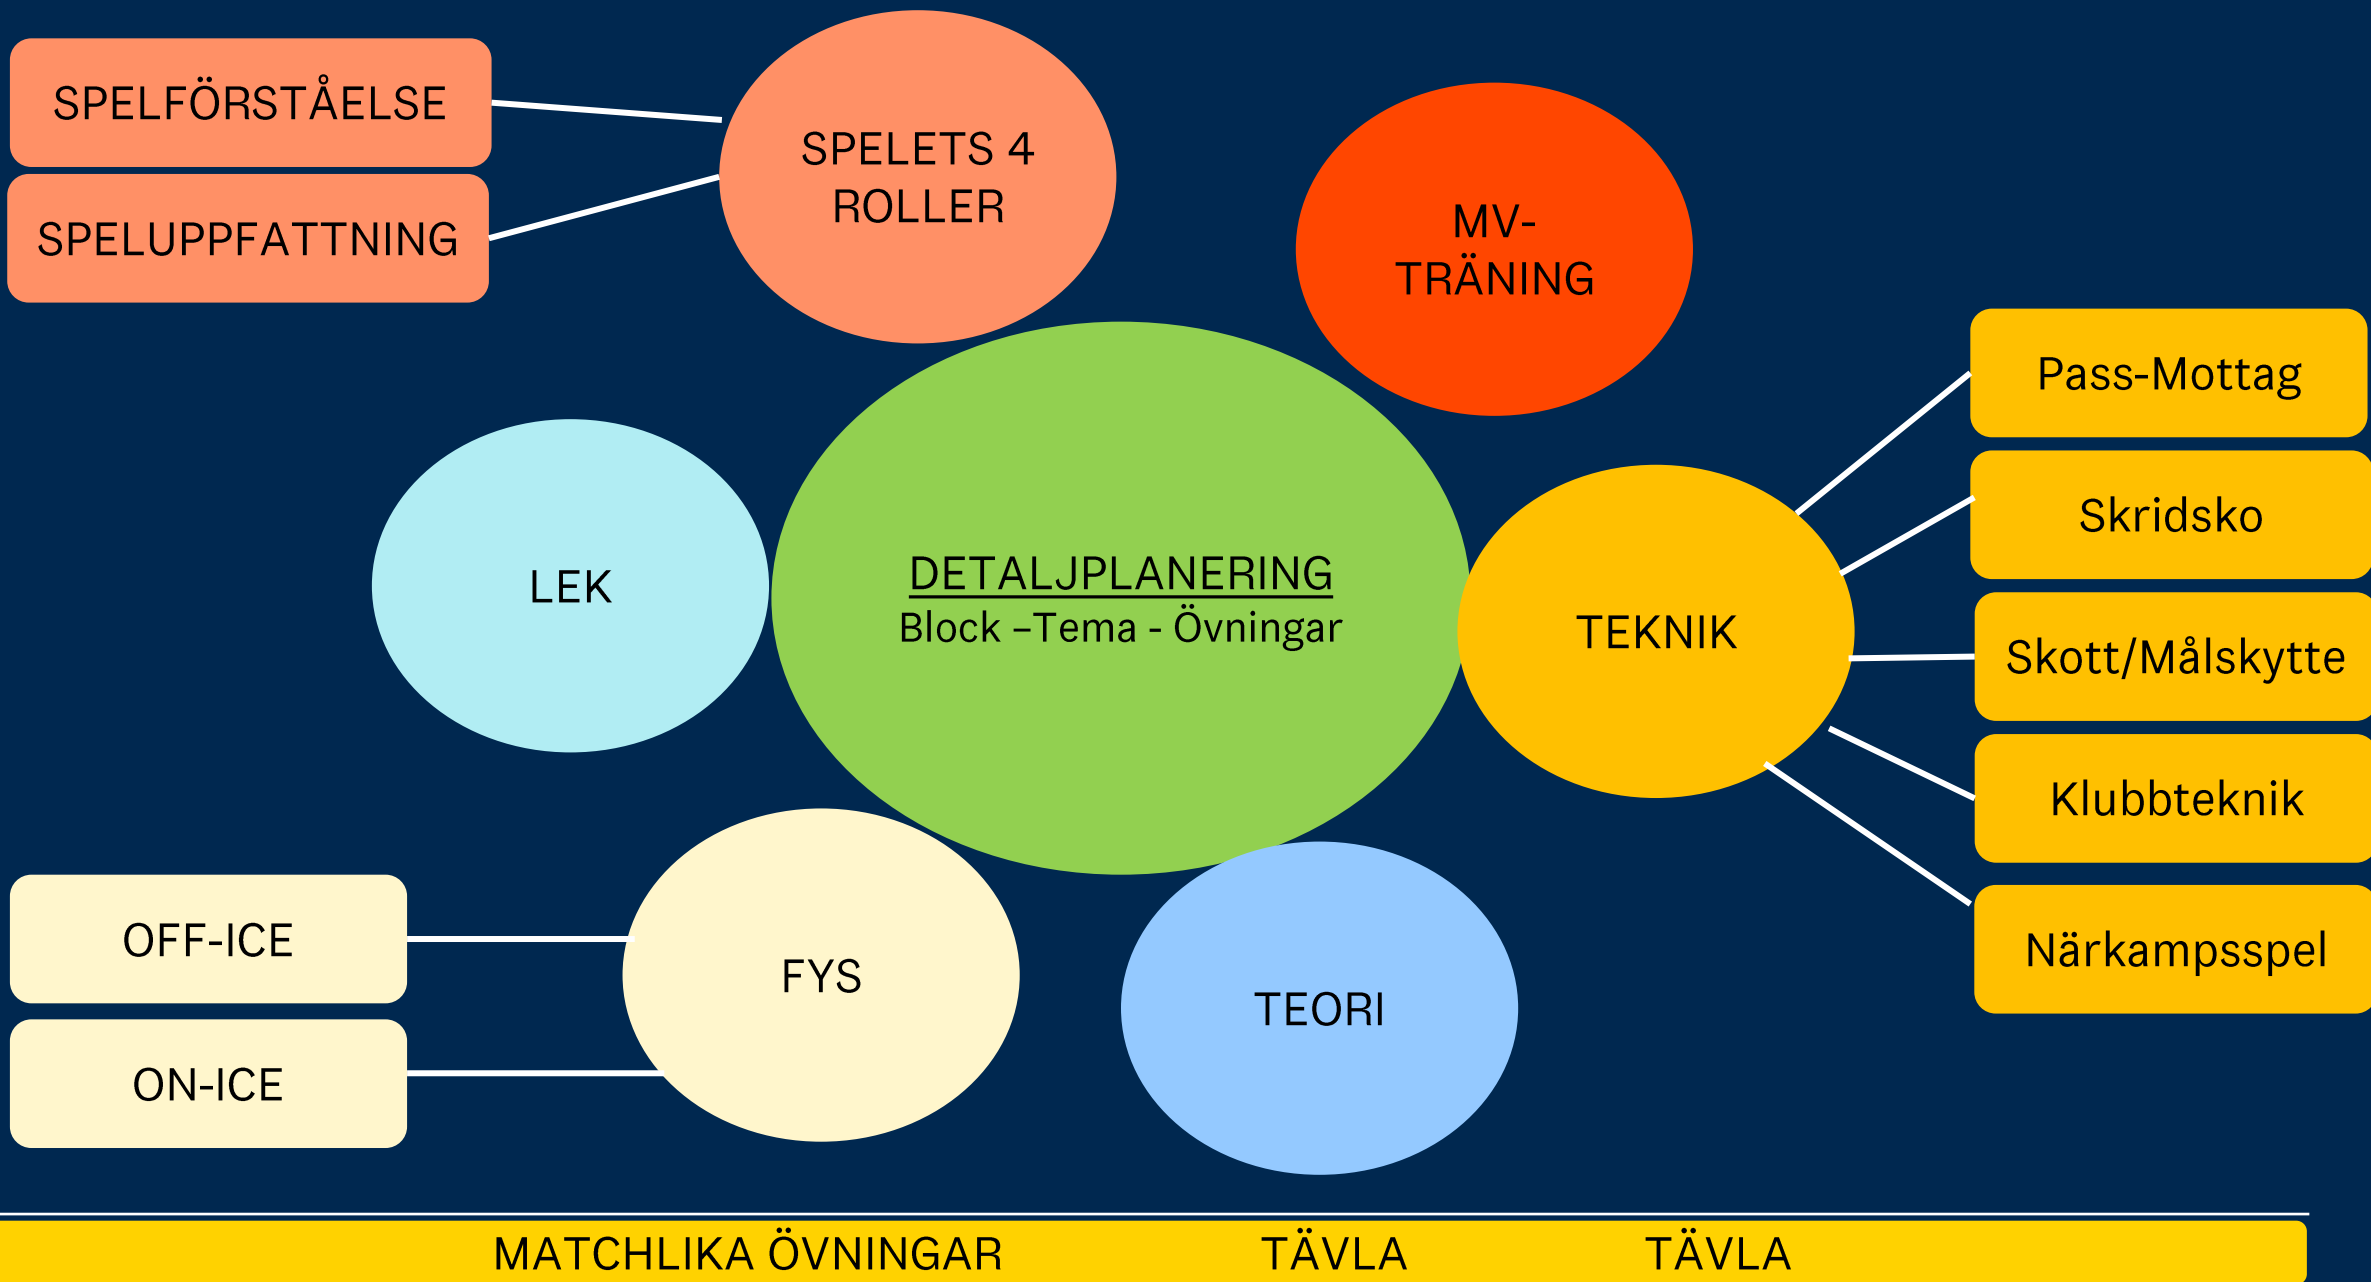 SPELFÖRSTÅELSE
SPELUPPFATTNING
SPELETS 4
ROLLER
MV-
TRÄNING
LEK
DETALJPLANERING
Block –Tema - Övningar
TEKNIK
Pass-Mottag
Skridsko
Skott/Målskytte
Klubbteknik
Närkampsspel
OFF-ICE
ON-ICE
FYS
TEORI
MATCHLIKA ÖVNINGAR TÄVLA TÄVLA